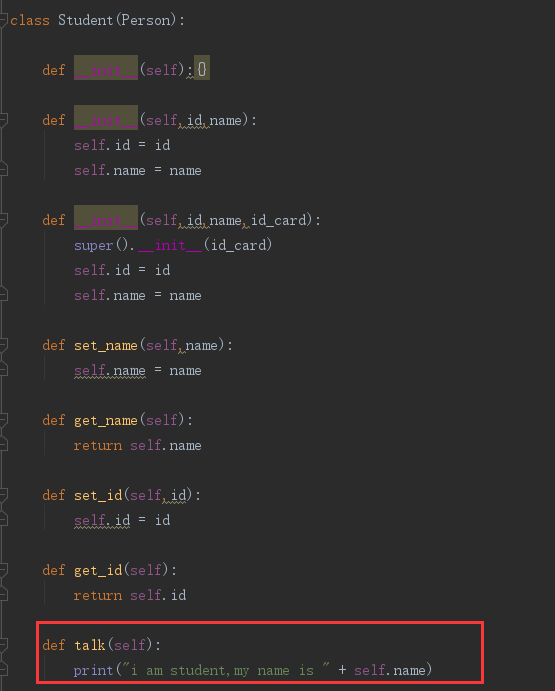 class Student(Person):
def __init__(self):{}
def __init__(self,id,name):
self.id = id
self.name = name
def __init__(self,id,name,id_card):
super().__init__(id_card)
self.id = id
self.name = name
def set_name(self,name):
self.name = name
def get_name(self):
return self.name
def set_id(self,id):
self.id = id
def get_id(self):
return self.id
def talk(self):
print("i am student,my name is " + self.name)